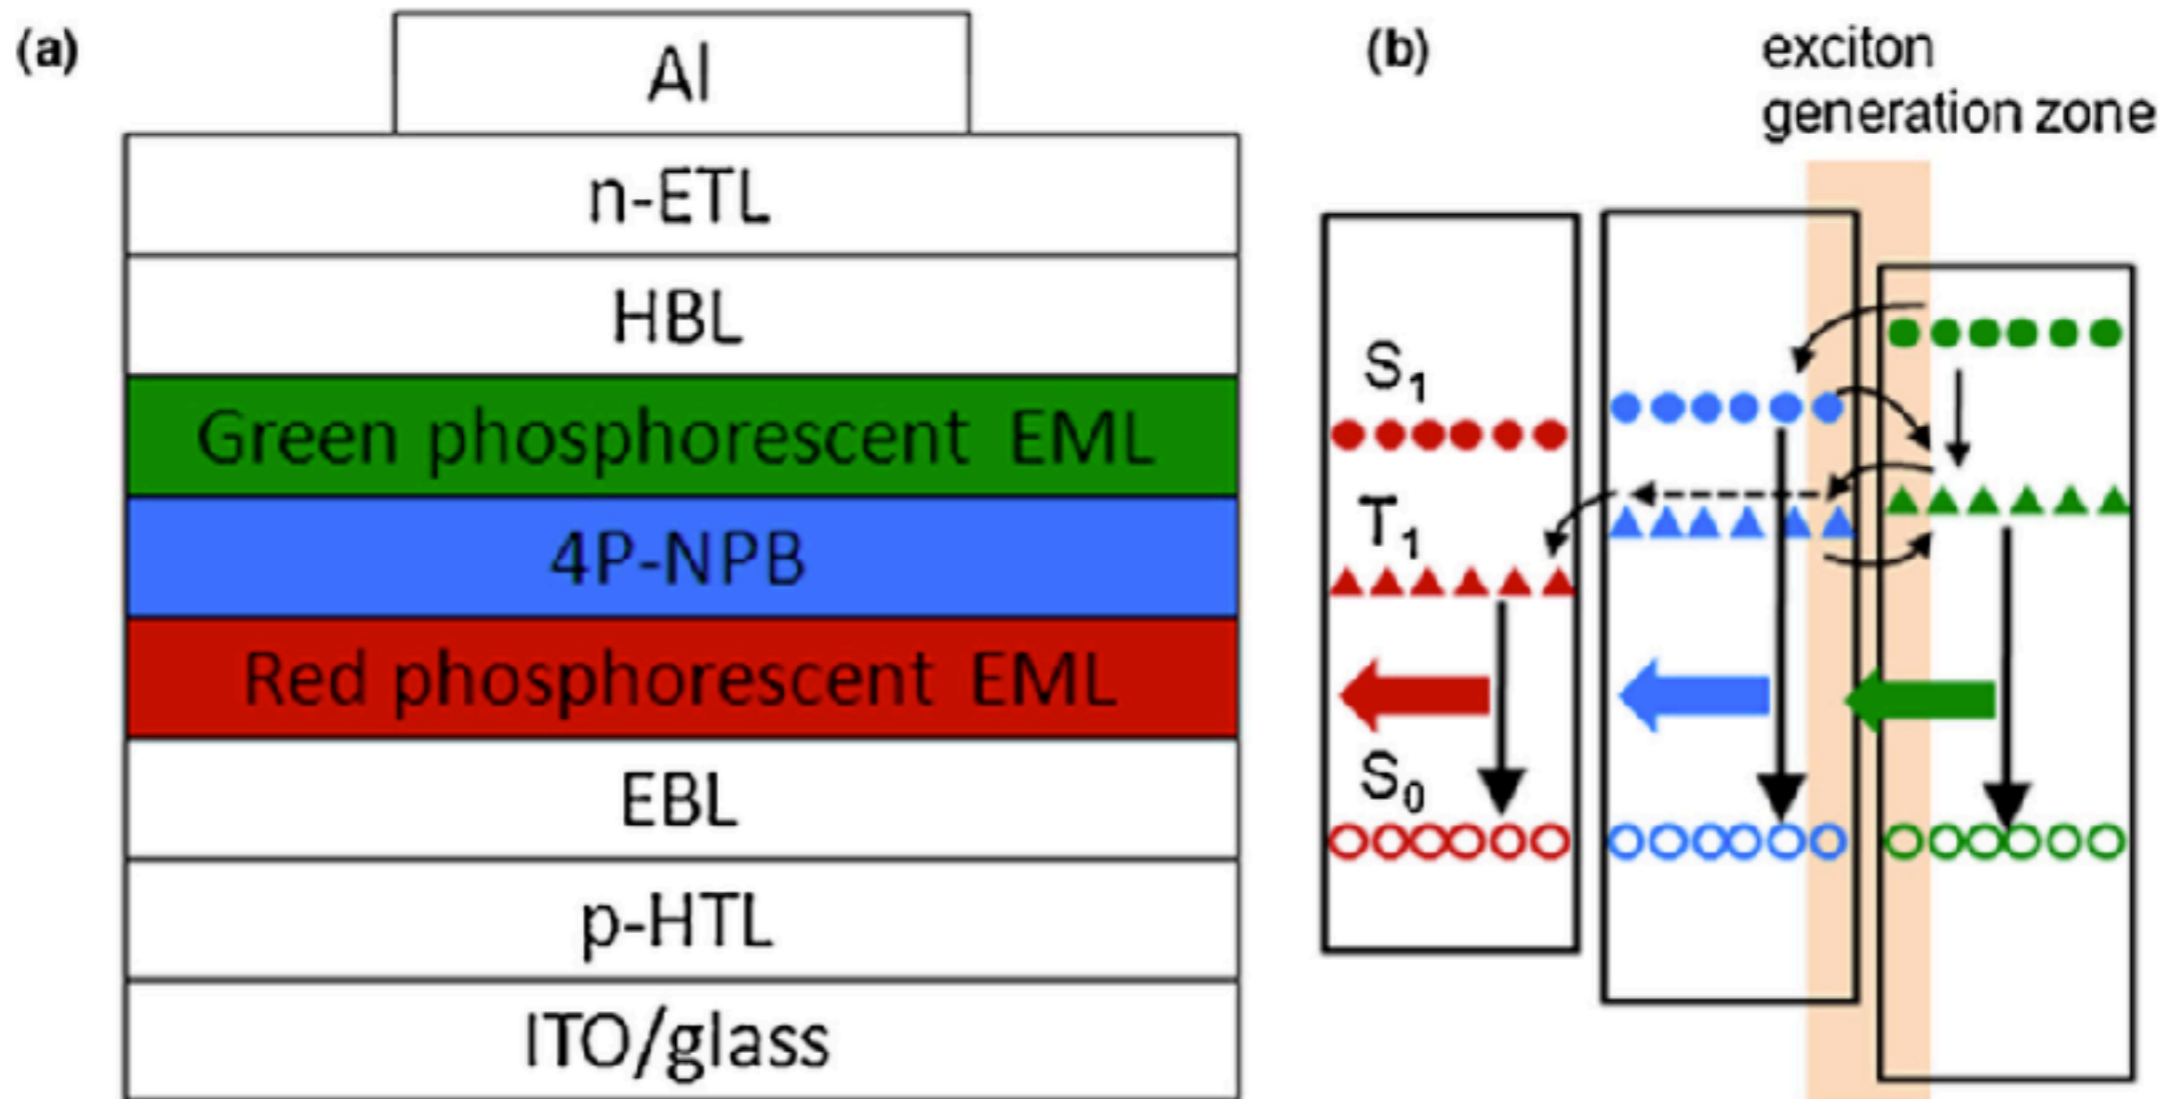 (a)
Al
n-ETL
HBL
Green phosphorescent EML
4P-NPB
Red phosphorescent EML
EBL
p-HTL
ITO/glass
(b)
exciton
generation zone
S₁
T₁
S₀